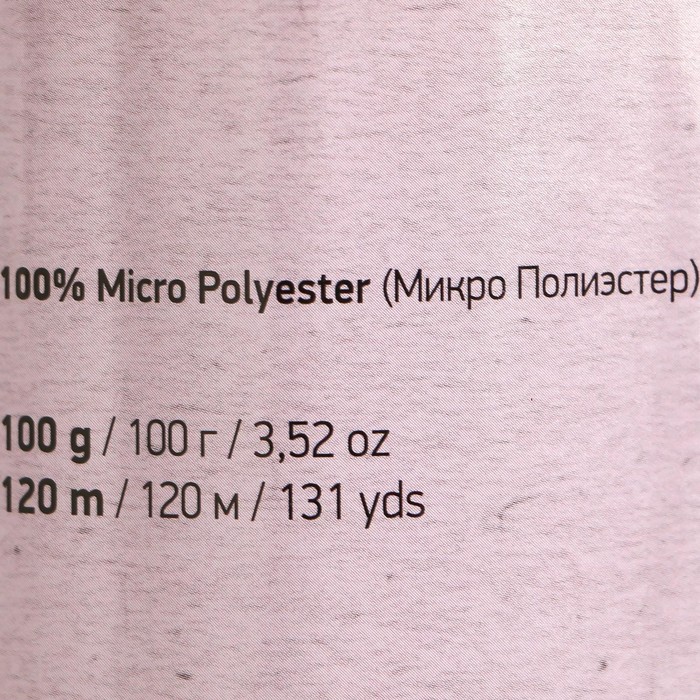 100% Micro Polyester (Микро Полиэстер)
100 g / 100 г / 3,52 oz
120 m / 120 м / 131 yds